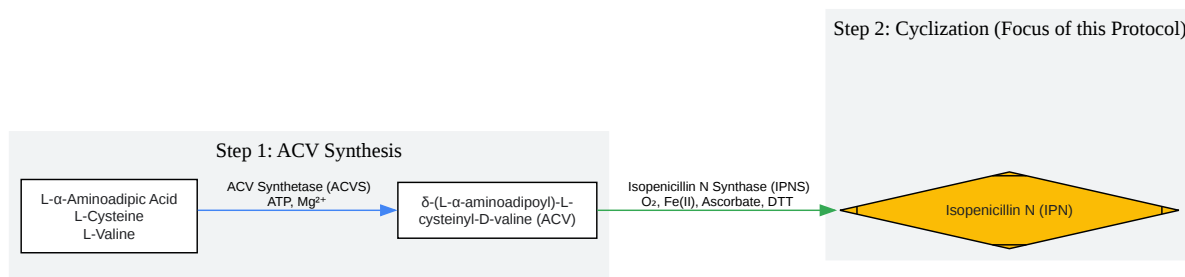 Step 2: Cyclization (Focus of this Protocol)
Step 1: ACV Synthesis
L-α-Aminoadipic Acid
L-Cysteine
L-Valine
ACV Synthetase (ACVS)
ATP, Mg²⁺
δ-(L-α-aminoadipoyl)-L-
cysteinyl-D-valine (ACV)
Isopenicillin N Synthase (IPNS)
O₂, Fe(II), Ascorbate, DTT
Isopenicillin N (IPN)